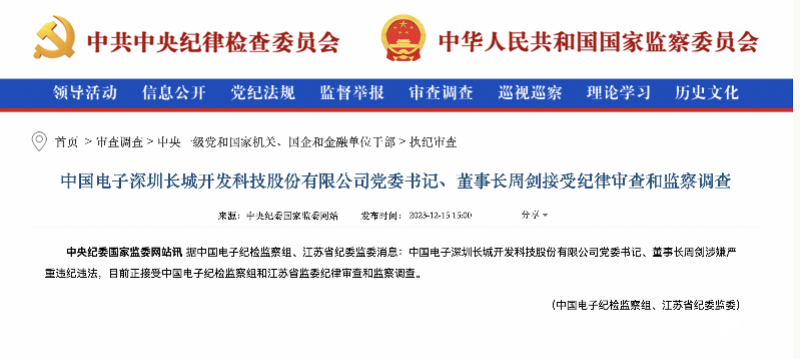 中共中央纪律检查委员会 中华人民共和国国家监察委员会
领导活动 信息公开 党纪法规 监督举报 审查调查 巡视巡察 理论学习 历史文化
首页 > 审查调查 > 中央一级党和国家机关、国企和金融单位干部 > 执纪审查
中国电子深圳长城开发科技股份有限公司党委书记、董事长周剑接受纪律审查和监察调查
来源：中央纪委国家监委网站 发布时间：2023-12-15 15:00 分享
中央纪委国家监委网站讯 据中国电子纪检监察组、江苏省纪委监委消息：中国电子深圳长城开发科技股份有限公司党委书记、董事长周剑涉嫌严
重违纪违法，目前正接受中国电子纪检监察组和江苏省监委纪律审查和监察调查。
（中国电子纪检监察组、江苏省纪委监委）